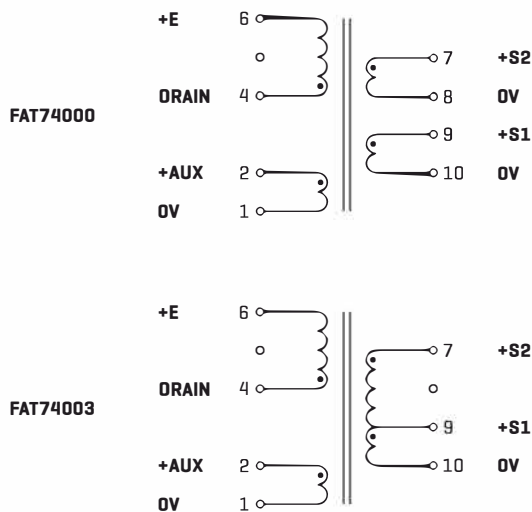 +E 6
7 +S2
DRAIN 4
8 0V
FAT74000
9 +S1
+AUX 2
10 0V
0V 1
+E 6
7 +S2
DRAIN 4
FAT74003
9 +S1
+AUX 2
10 0V
0V 1